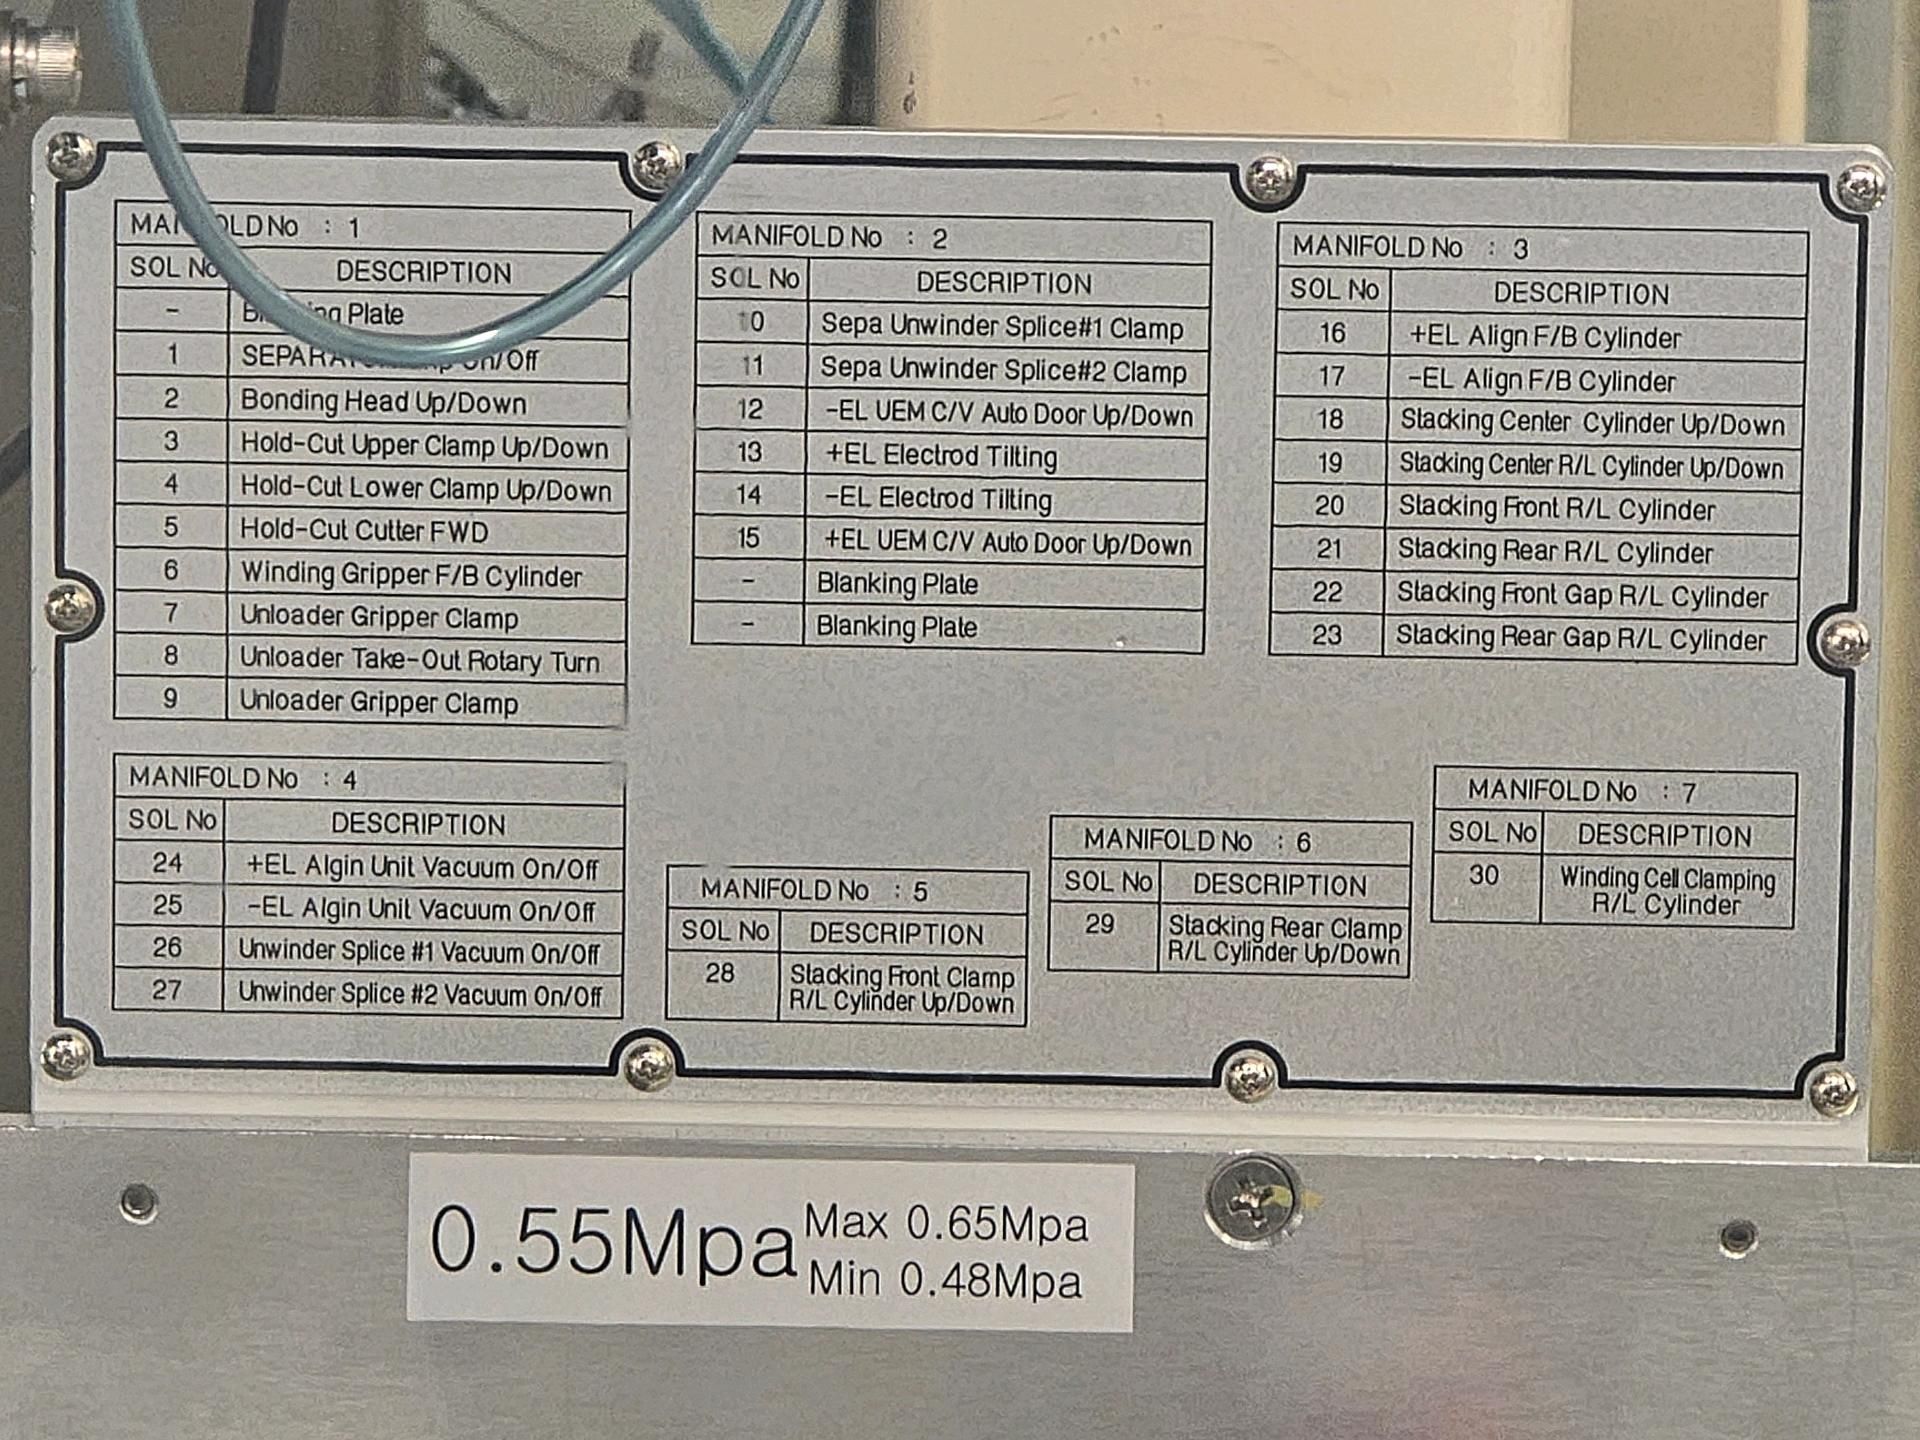 MANIFOLD No : 1
SOL No DESCRIPTION
- Blanking Plate
1 SEPARATOR On/Off
2 Bonding Head Up/Down
3 Hold-Cut Upper Clamp Up/Down
4 Hold-Cut Lower Clamp Up/Down
5 Hold-Cut Cutter FWD
6 Winding Gripper F/B Cylinder
7 Unloader Gripper Clamp
8 Unloader Take-Out Rotary Turn
9 Unloader Gripper Clamp
MANIFOLD No : 2
SOL No DESCRIPTION
10 Sepa Unwinder Splice#1 Clamp
11 Sepa Unwinder Splice#2 Clamp
12 -EL UEM C/V Auto Door Up/Down
13 +EL Electrod Tilting
14 -EL Electrod Tilting
15 +EL UEM C/V Auto Door Up/Down
- Blanking Plate
- Blanking Plate
MANIFOLD No : 3
SOL No DESCRIPTION
16 +EL Align F/B Cylinder
17 -EL Align F/B Cylinder
18 Stacking Center Cylinder Up/Down
19 Stacking Center R/L Cylinder Up/Down
20 Stacking Front R/L Cylinder
21 Stacking Rear R/L Cylinder
22 Stacking Front Gap R/L Cylinder
23 Stacking Rear Gap R/L Cylinder
MANIFOLD No : 4
SOL No DESCRIPTION
24 +EL Algin Unit Vacuum On/Off
25 -EL Algin Unit Vacuum On/Off
26 Unwinder Splice #1 Vacuum On/Off
27 Unwinder Splice #2 Vacuum On/Off
MANIFOLD No : 5
SOL No DESCRIPTION
28 Stacking Front Clamp
R/L Cylinder Up/Down
MANIFOLD No : 6
SOL No DESCRIPTION
29 Stacking Rear Clamp
R/L Cylinder Up/Down
MANIFOLD No : 7
SOL No DESCRIPTION
30 Winding Cell Clamping
R/L Cylinder
0.55Mpa
Max 0.65Mpa
Min 0.48Mpa